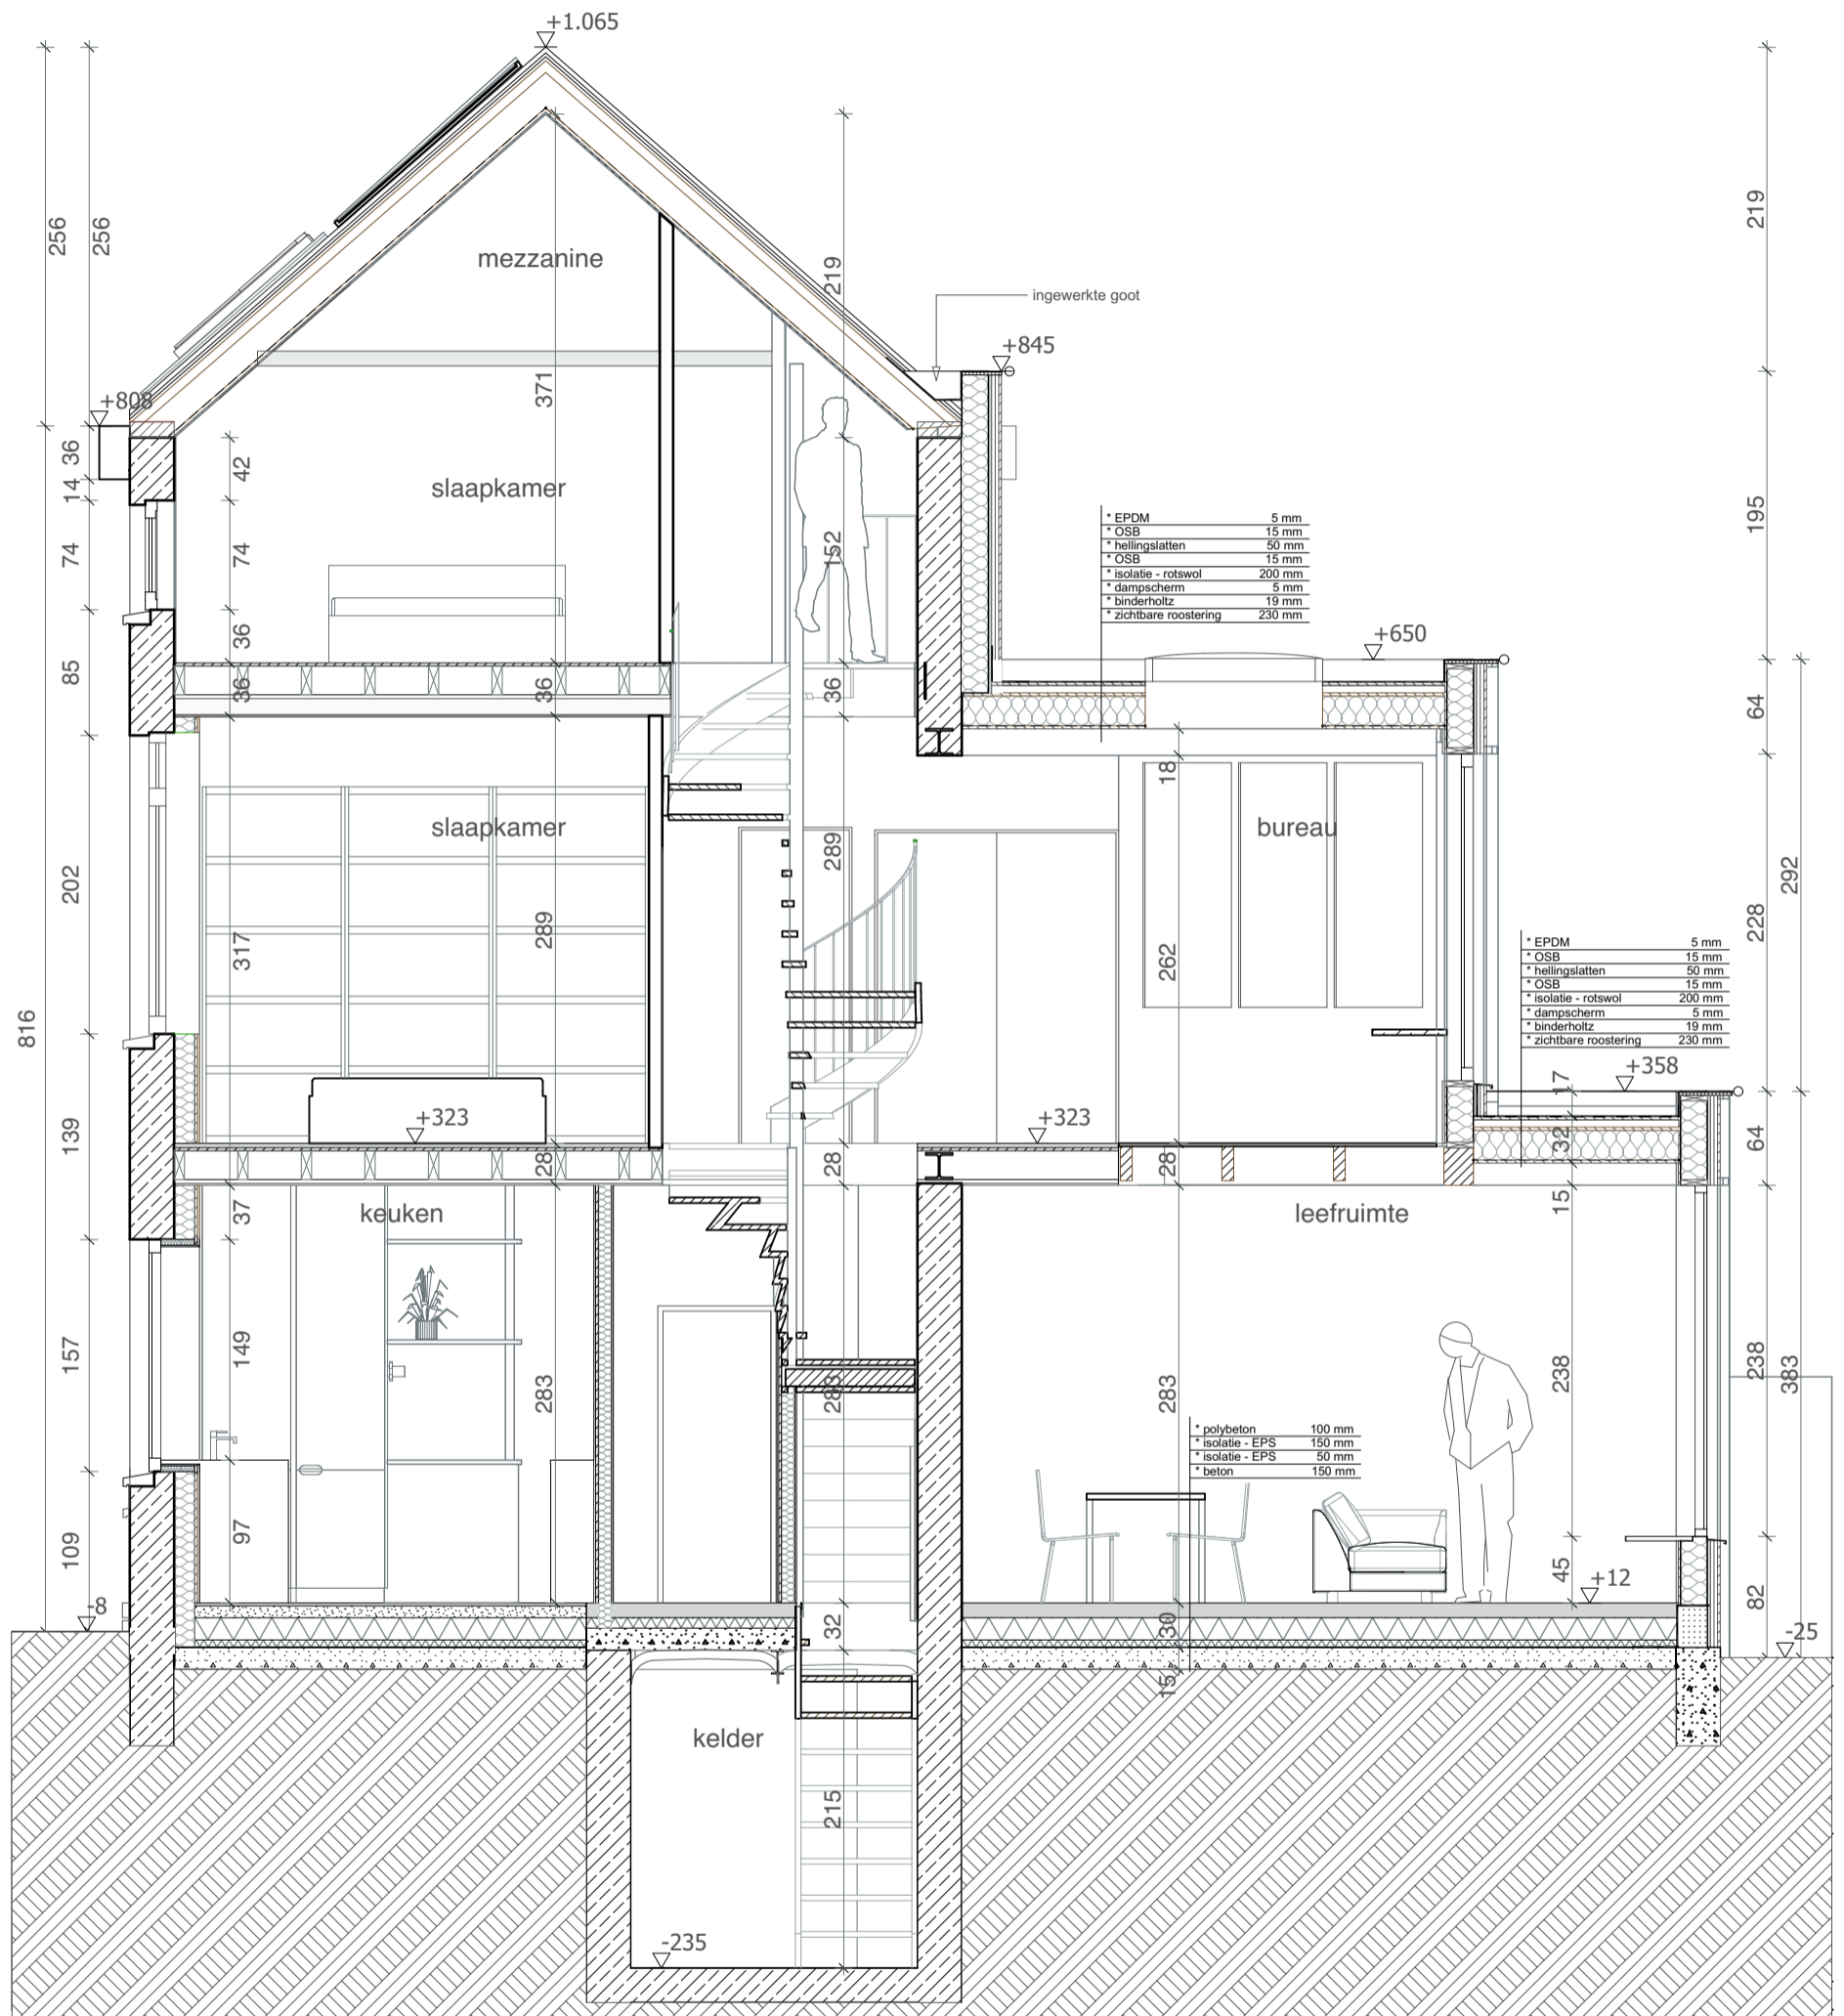 +1.065
256
256
219
mezzanine
219
ingewerkte goot
+845
371
+808
36
14
42
slaapkamer
195
* EPDM 5 mm
* OSB 15 mm
* hellingslatten 50 mm
* OSB 15 mm
* isolatie - rotswol 200 mm
* dampscherm 5 mm
* binderholtz 19 mm
* zichtbare roostering 230 mm
74
74
152
36
+650
85
36
36
36
64
18
slaapkamer
289
bureau
202
292
317
289
262
228
* EPDM 5 mm
* OSB 15 mm
* hellingslatten 50 mm
* OSB 15 mm
* isolatie - rotswol 200 mm
* dampscherm 5 mm
* binderholtz 19 mm
* zichtbare roostering 230 mm
816
+358
17
+323
+323
139
32
64
28
28
28
37
keuken
15
leefruimte
157
149
283
283
283
238
238
383
* polybeton 100 mm
* isolatie - EPS 150 mm
* isolatie - EPS 50 mm
* beton 150 mm
109
97
45
+12
82
-8
32
30
-25
15
kelder
215
-235